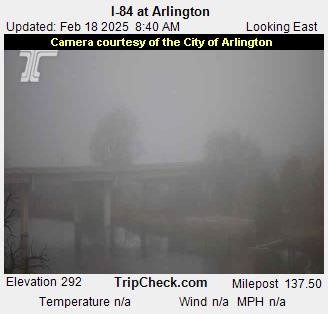 I-84 at Arlington
Updated: Feb 18 2025 8:40 AM Looking East
Camera courtesy of the City of Arlington
Elevation 292 TripCheck.com Milepost 137.50
Temperature n/a Wind n/a MPH n/a